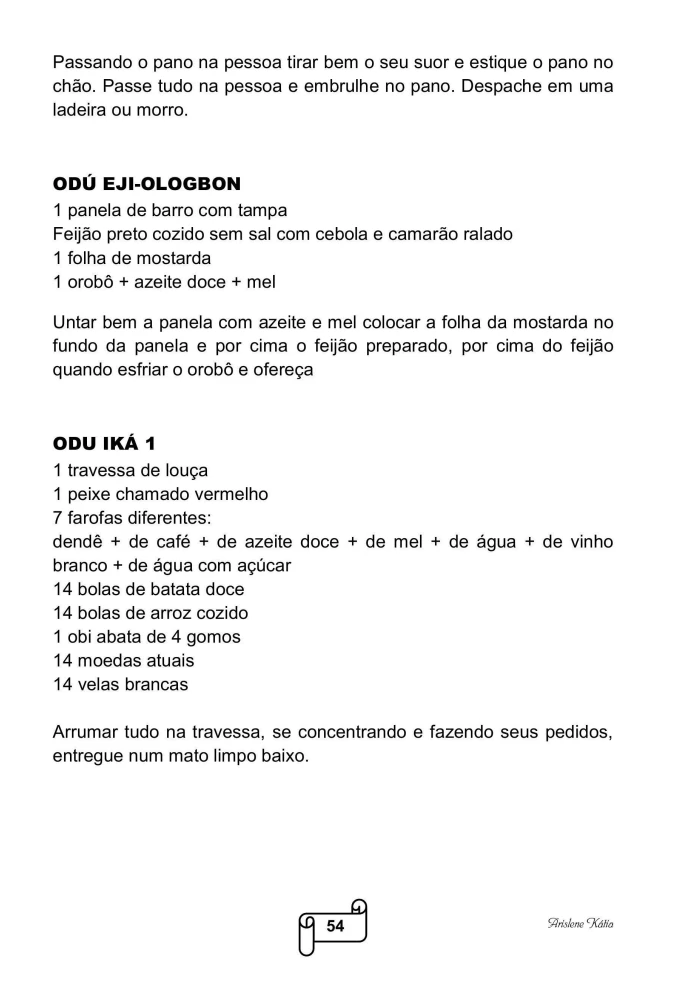 Passando o pano na pessoa tirar bem o seu suor e estique o pano no
chão. Passe tudo na pessoa e embrulhe no pano. Despache em uma
ladeira ou morro.
ODÚ EJI-OLOGBON
1 panela de barro com tampa
Feijão preto cozido sem sal com cebola e camarão ralado
1 folha de mostarda
1 orobô + azeite doce + mel
Untar bem a panela com azeite e mel colocar a folha da mostarda no
fundo da panela e por cima o feijão preparado, por cima do feijão
quando esfriar o orobô e ofereça
ODU IKÁ 1
1 travessa de louça
1 peixe chamado vermelho
7 farofas diferentes:
dendê + de café + de azeite doce + de mel + de água + de vinho
branco + de água com açúcar
14 bolas de batata doce
14 bolas de arroz cozido
1 obi abata de 4 gomos
14 moedas atuais
14 velas brancas
Arrumar tudo na travessa, se concentrando e fazendo seus pedidos,
entregue num mato limpo baixo.
54
Arislene Kátia